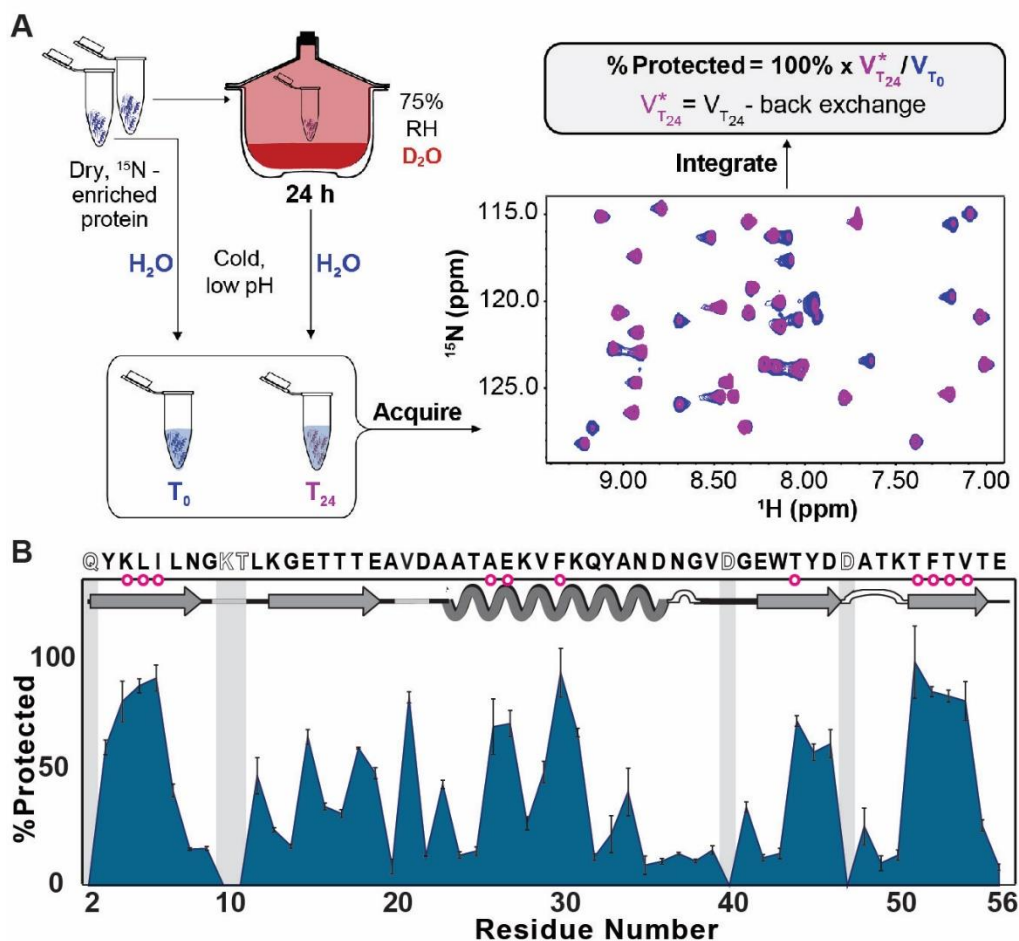 A
Dry, ¹⁵N -
enriched
protein
75%
RH
D₂O
24 h
H₂O
Cold,
low pH
H₂O
T₀
T₂₄
Acquire
% Protected = 100% x V*T₂₄/VT₀
V*T₂₄ = VT₂₄ - back exchange
Integrate
115.0
120.0
125.0
¹⁵N (ppm)
9.00 8.50 8.00 7.50 7.00
¹H (ppm)
B
QYKLILNGKTLKGETTTEAVDAATAEKVFKQYANDNGVDGEWTYDDATKTFTVTE
100
50
0
%Protected
2 10 20 30 40 50 56
Residue Number